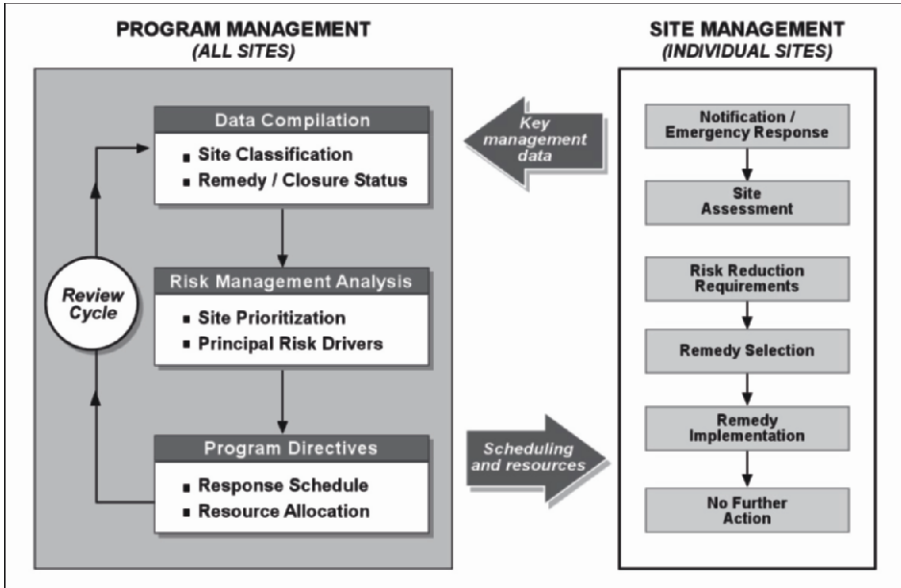 PROGRAM MANAGEMENT
(ALL SITES)
Data Compilation
▪ Site Classification
▪ Remedy / Closure Status
Risk Management Analysis
▪ Site Prioritization
▪ Principal Risk Drivers
Program Directives
▪ Response Schedule
▪ Resource Allocation
Review
Cycle
Key
management
data
Scheduling
and resources
SITE MANAGEMENT
(INDIVIDUAL SITES)
Notification /
Emergency Response
Site
Assessment
Risk Reduction
Requirements
Remedy Selection
Remedy
Implementation
No Further
Action